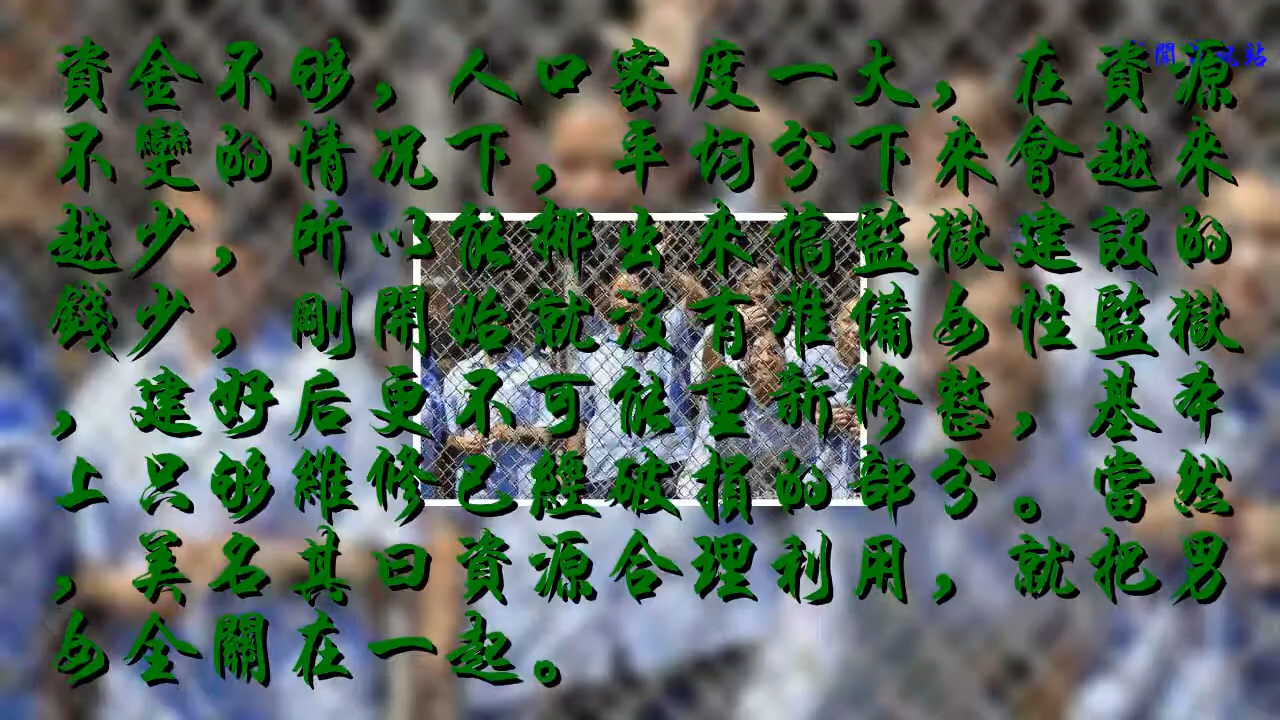 資金不够，人口密度一大，在資源
不變的情况下，平均分下來會越來
越少，所以能挪出來搞監獄建設的
錢少，剛開始就没有准備女性監獄
，建好后更不可能重新修整，基本
上只够維修已經破損的部分。當然
，美名其曰資源合理利用，就把男
女全關在一起。